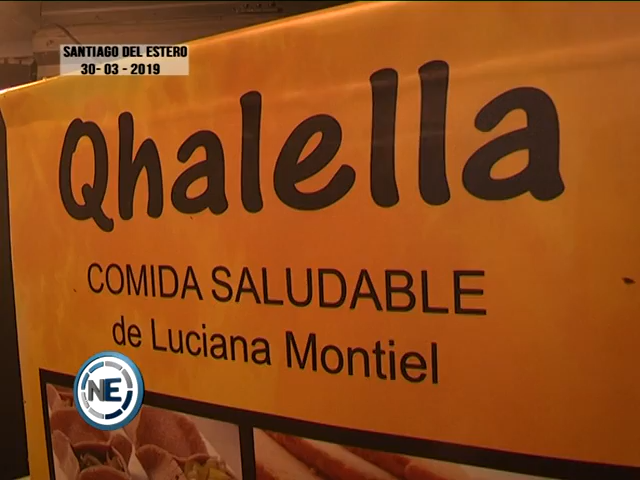 SANTIAGO DEL ESTERO
30- 03 - 2019
Qhalella
COMIDA SALUDABLE
de Luciana Montiel
NE